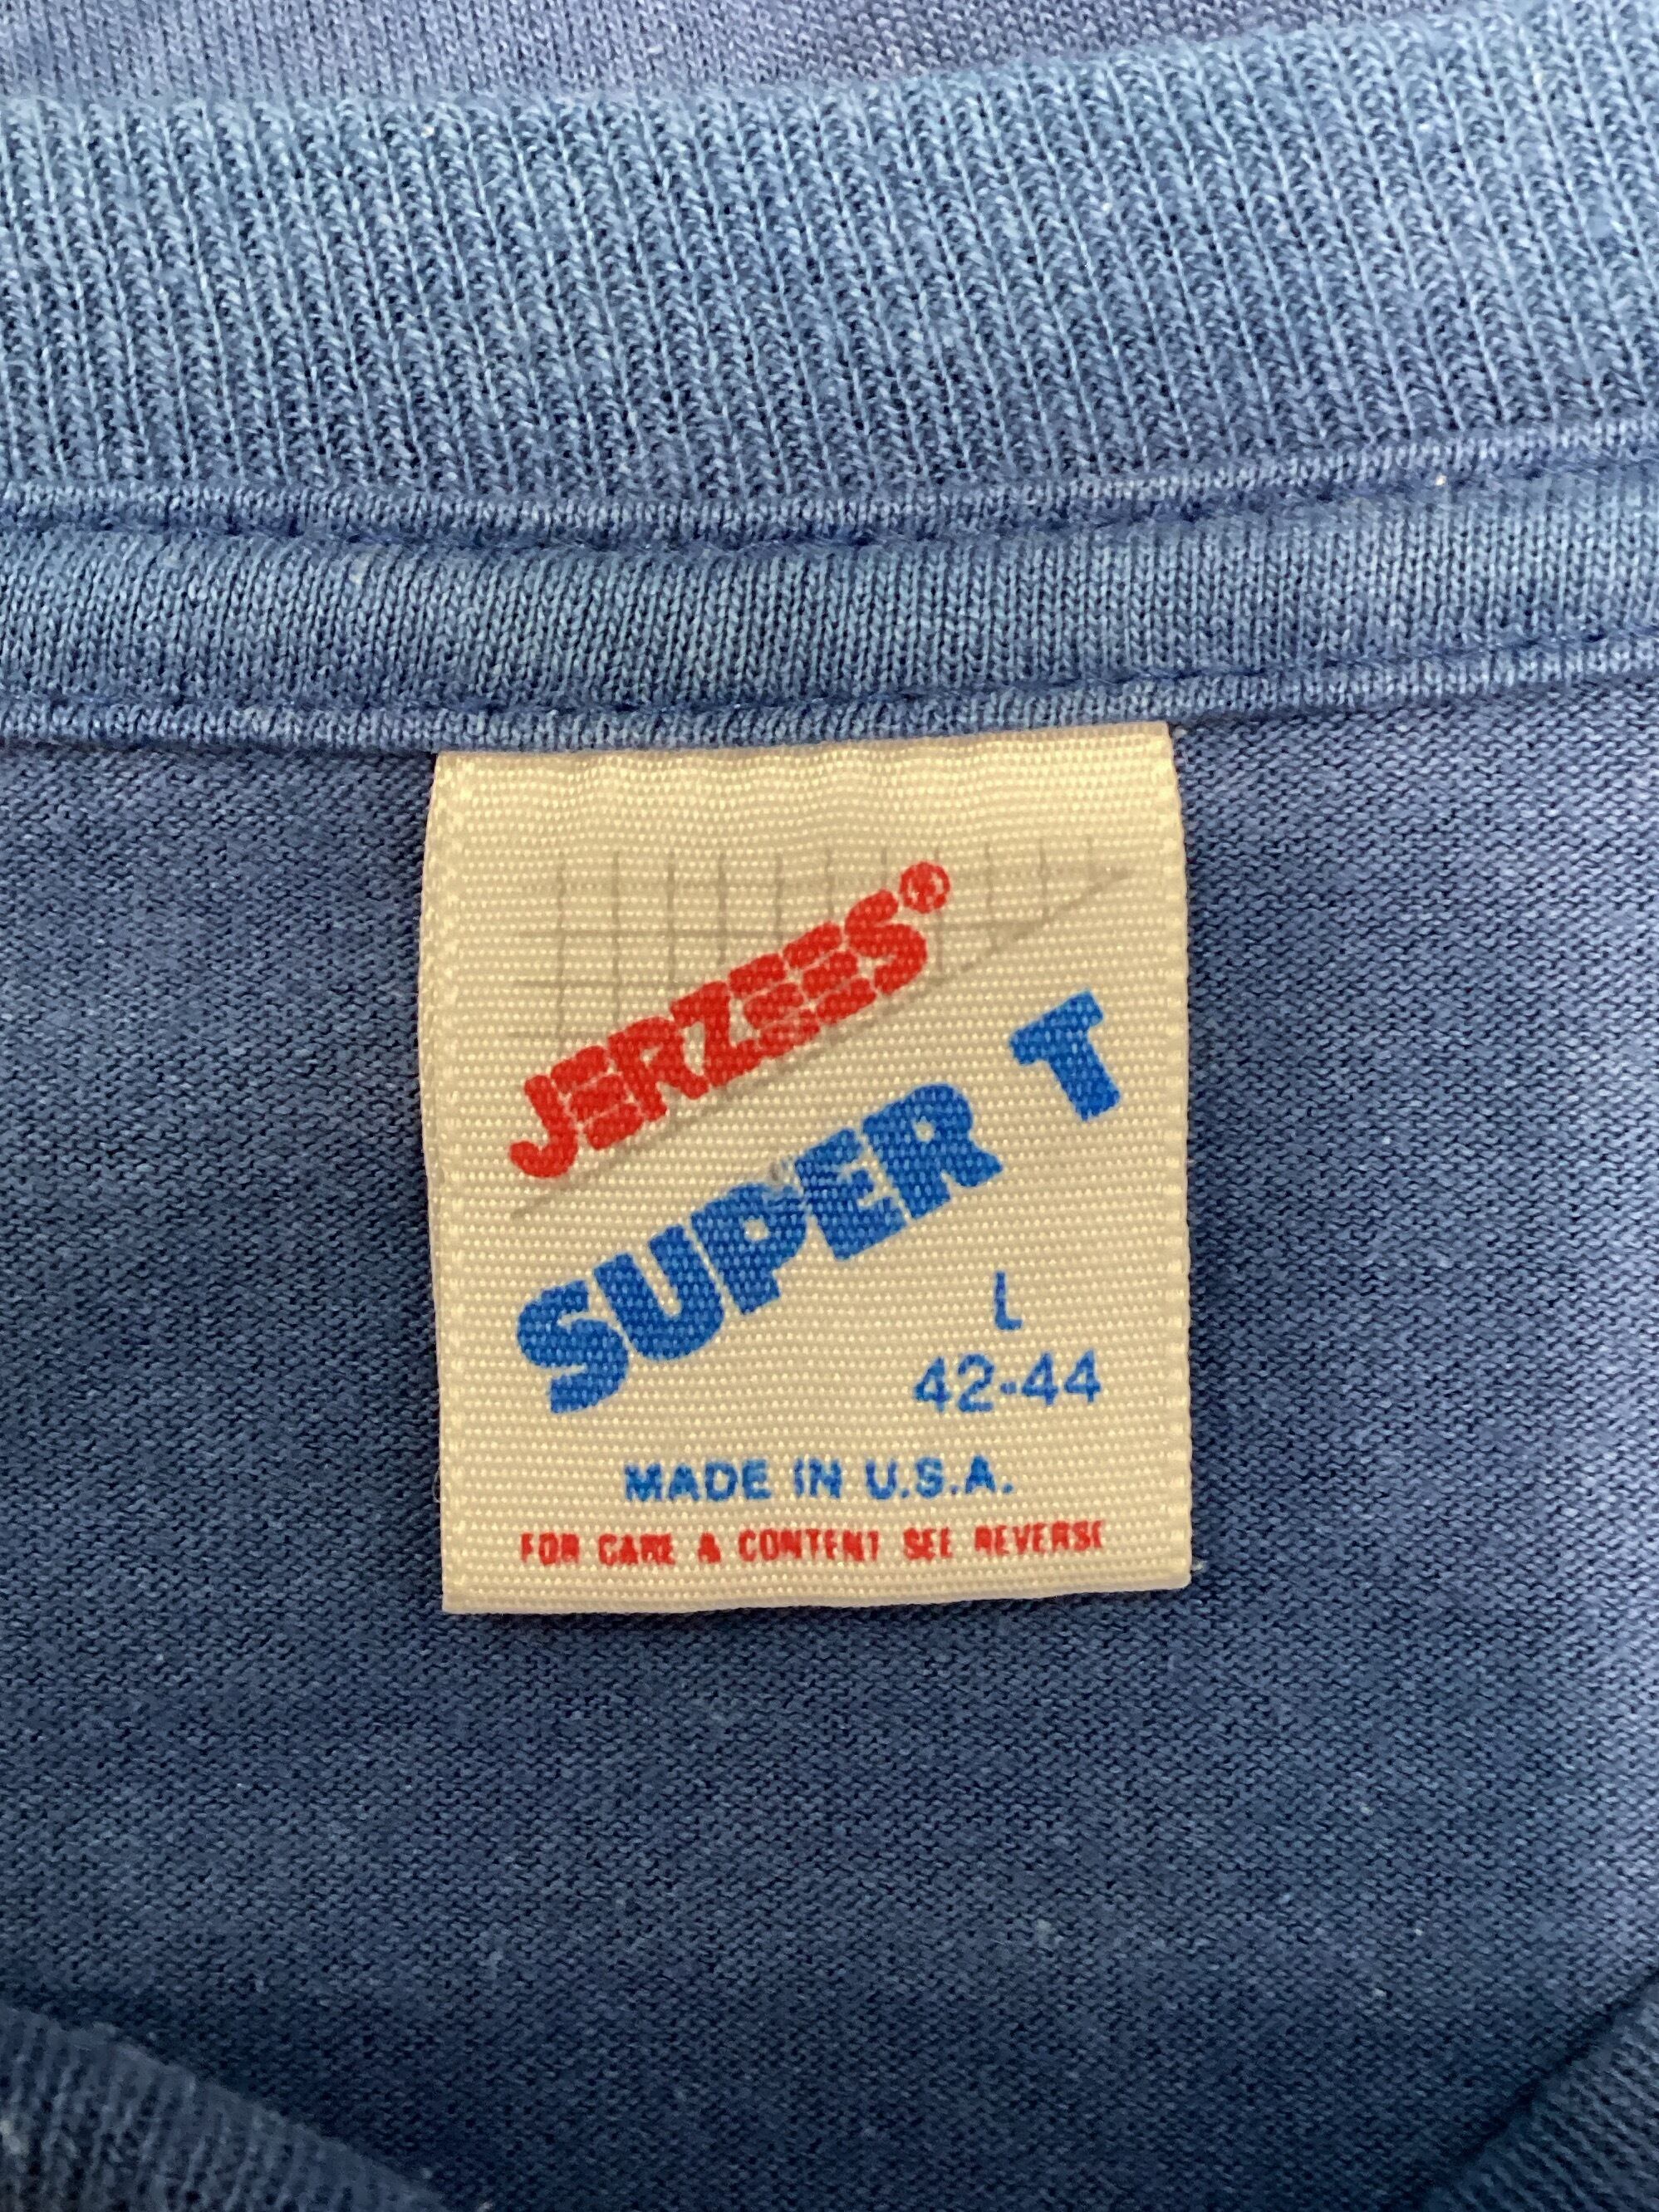 JERZEES®
SUPER T
L
42-44
MADE IN U.S.A.
FOR CARE & CONTENT SEE REVERSE